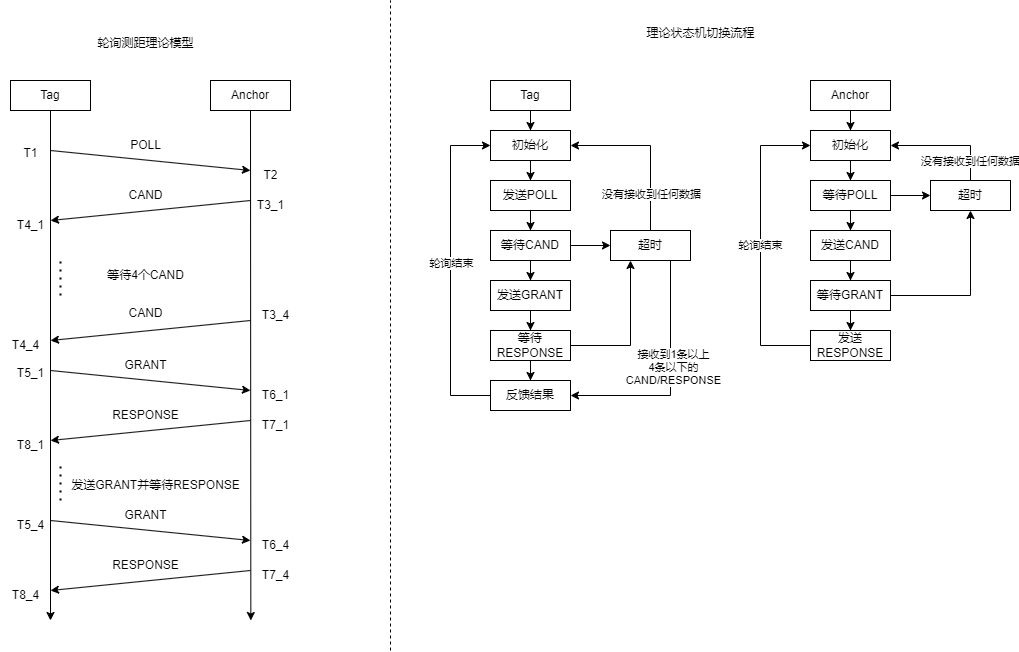 轮询测距理论模型
Tag
Anchor
T1
POLL
T2
CAND
T3_1
T4_1
等待4个CAND
CAND
T3_4
T4_4
T5_1
GRANT
T6_1
RESPONSE
T7_1
T8_1
发送GRANT并等待RESPONSE
GRANT
T5_4
T6_4
RESPONSE
T7_4
T8_4
理论状态机切换流程
Tag
初始化
发送POLL
没有接收到任何数据
等待CAND
超时
轮询结束
发送GRANT
等待
RESPONSE
接收到1条以上
4条以下的
CAND/RESPONSE
反馈结果
Anchor
初始化
没有接收到任何数据
等待POLL
超时
轮询结束
发送CAND
等待GRANT
发送
RESPONSE